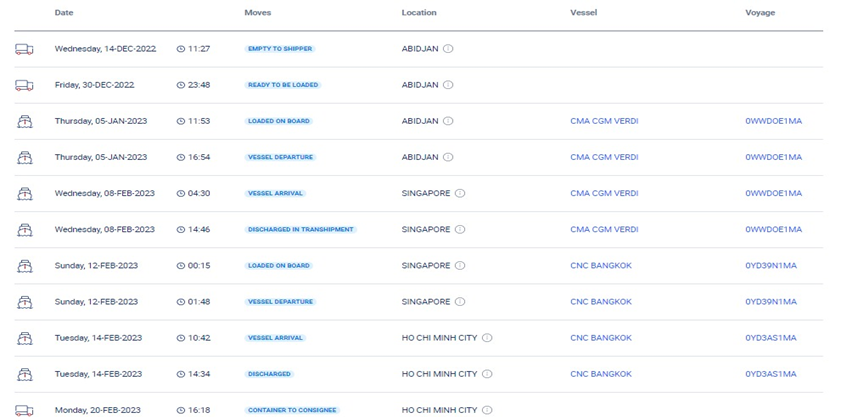 Date Moves Location Vessel Voyage
Wednesday, 14-DEC-2022 11:27 EMPTY TO SHIPPER ABIDJAN
Friday, 30-DEC-2022 23:48 READY TO BE LOADED ABIDJAN
Thursday, 05-JAN-2023 11:53 LOADED ON BOARD ABIDJAN CMA CGM VERDI 0WWDOE1MA
Thursday, 05-JAN-2023 16:54 VESSEL DEPARTURE ABIDJAN CMA CGM VERDI 0WWDOE1MA
Wednesday, 08-FEB-2023 04:30 VESSEL ARRIVAL SINGAPORE CMA CGM VERDI 0WWDOE1MA
Wednesday, 08-FEB-2023 14:46 DISCHARGED IN TRANSHIPMENT SINGAPORE CMA CGM VERDI 0WWDOE1MA
Sunday, 12-FEB-2023 00:15 LOADED ON BOARD SINGAPORE CNC BANGKOK 0YD39N1MA
Sunday, 12-FEB-2023 01:48 VESSEL DEPARTURE SINGAPORE CNC BANGKOK 0YD39N1MA
Tuesday, 14-FEB-2023 10:42 VESSEL ARRIVAL HO CHI MINH CITY CNC BANGKOK 0YD3AS1MA
Tuesday, 14-FEB-2023 14:34 DISCHARGED HO CHI MINH CITY CNC BANGKOK 0YD3AS1MA
Monday, 20-FEB-2023 16:18 CONTAINER TO CONSIGNEE HO CHI MINH CITY